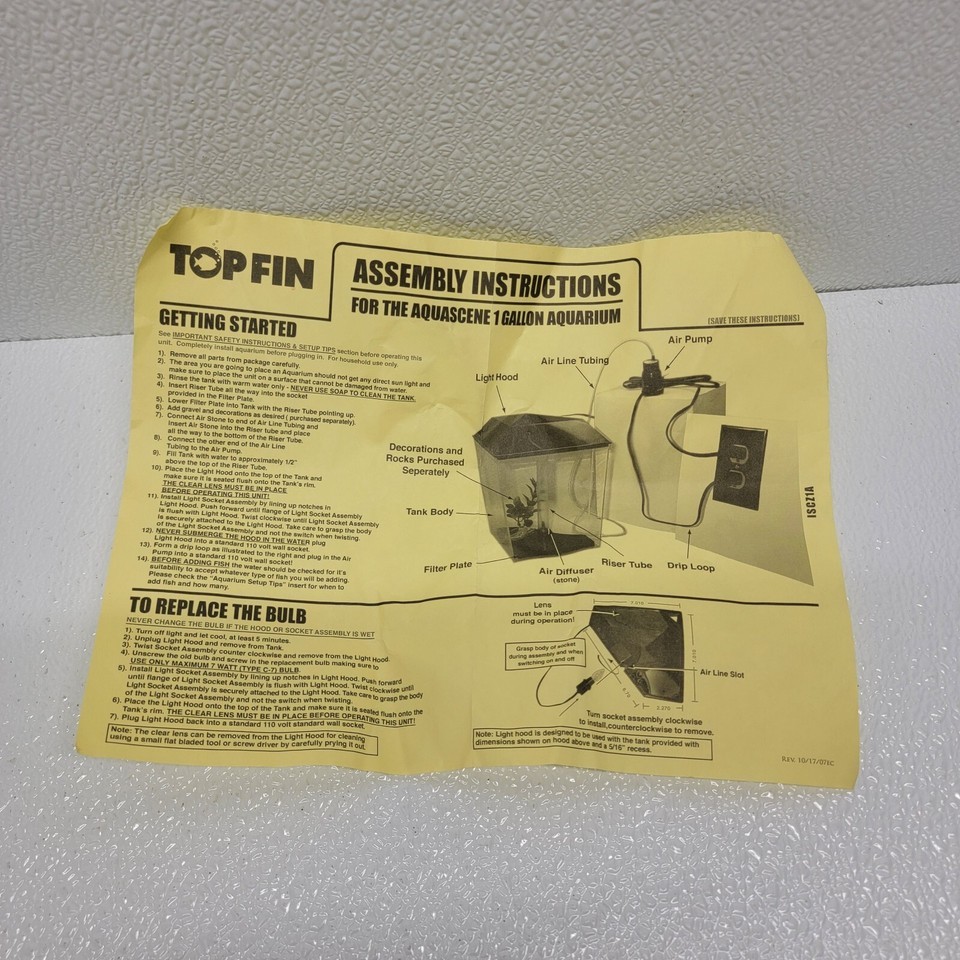 TOPFIN
ASSEMBLY INSTRUCTIONS
FOR THE AQUASCENE 1 GALLON AQUARIUM
(SAVE THESE INSTRUCTIONS)
GETTING STARTED
See IMPORTANT SAFETY INSTRUCTIONS & SETUP TIPS section before operating this
unit. Completely install aquarium before plugging in. For household use only.
1). Remove all parts from package carefully.
2). The area you are going to place an Aquarium should not get any direct sun light and
make sure to place the unit on a surface that cannot be damaged from water.
3). Rinse the tank with warm water only - NEVER USE SOAP TO CLEAN THE TANK.
4). Insert Riser Tube all the way into the socket
provided in the Filter Plate.
5). Lower Filter Plate into Tank with the Riser Tube pointing up.
6). Add gravel and decorations as desired ( purchased separately).
7). Connect Air Stone to end of Air Line Tubing and
Insert Air Stone into the Riser tube and place
all the way to the bottom of the Riser Tube.
8). Connect the other end of the Air Line
Tubing to the Air Pump.
9). Fill Tank with water to approximately 1/2"
above the top of the Riser Tube.
10). Place the Light Hood onto the top of the Tank and
make sure it is seated flush onto the Tank's rim.
THE CLEAR LENS MUST BE IN PLACE
BEFORE OPERATING THIS UNIT!
11). Install Light Socket Assembly by lining up notches in
Light Hood. Push forward until flange of Light Socket Assembly
is flush with Light Hood. Twist clockwise until Light Socket Assembly
is securely attached to the Light Hood. Take care to grasp the body
of the Light Socket Assembly and not the switch when twisting.
12). NEVER SUBMERGE THE HOOD IN THE WATER plug
Light Hood into a standard 110 volt wall socket.
13). Form a drip loop as illustrated to the right and plug in the Air
Pump into a standard 110 volt wall socket!
14). BEFORE ADDING FISH the water should be checked for it's
suitability to accept whatever type of fish you will be adding.
Please check the "Aquarium Setup Tips" insert for when to
add fish and how many.
Air Pump
Air Line Tubing
Light Hood
Decorations and
Rocks Purchased
Seperately
Tank Body
Filter Plate
Air Diffuser
(stone)
Riser Tube
Drip Loop
ISCZ1A
TO REPLACE THE BULB
NEVER CHANGE THE BULB IF THE HOOD OR SOCKET ASSEMBLY IS WET
1). Turn off light and let cool, at least 5 minutes.
2). Unplug Light Hood and remove from Tank.
3). Twist Socket Assembly counter clockwise and remove from the Light Hood.
4). Unscrew the old bulb and screw in the replacement bulb making sure to
USE ONLY MAXIMUM 7 WATT (TYPE C-7) BULB.
5). Install Light Socket Assembly by lining up notches in Light Hood. Push forward
until flange of Light Socket Assembly is flush with Light Hood. Twist clockwise until
Light Socket Assembly is securely attached to the Light Hood. Take care to grasp the body
of the Light Socket Assembly and not the switch when twisting.
6). Place the Light Hood onto the top of the Tank and make sure it is seated flush onto the
Tank's rim. THE CLEAR LENS MUST BE IN PLACE BEFORE OPERATING THIS UNIT!
7). Plug Light Hood back into a standard 110 volt standard wall socket.
Note: The clear lens can be removed from the Light Hood for cleaning
using a small flat bladed tool or screw driver by carefully prying it out.
Lens
must be in place
during operation!
Grasp body of socket
during assembly and when
switching on and off
Air Line Slot
Turn socket assembly clockwise
to install,counterclockwise to remove.
Note: Light hood is designed to be used with the tank provided with
dimensions shown on hood above and a 5/16" recess.
REV. 10/17/07EC